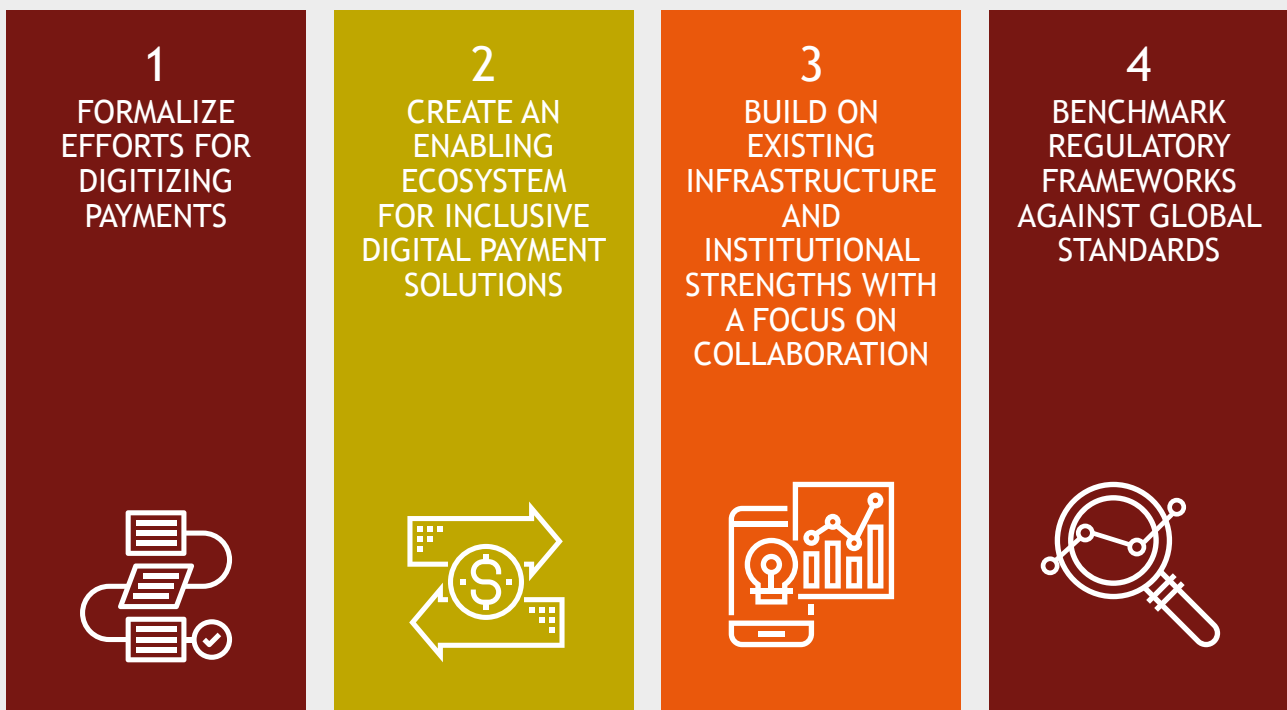 1
FORMALIZE
EFFORTS FOR
DIGITIZING
PAYMENTS
2
CREATE AN
ENABLING
ECOSYSTEM
FOR INCLUSIVE
DIGITAL PAYMENT
SOLUTIONS
3
BUILD ON
EXISTING
INFRASTRUCTURE
AND
INSTITUTIONAL
STRENGTHS WITH
A FOCUS ON
COLLABORATION
4
BENCHMARK
REGULATORY
FRAMEWORKS
AGAINST GLOBAL
STANDARDS
$